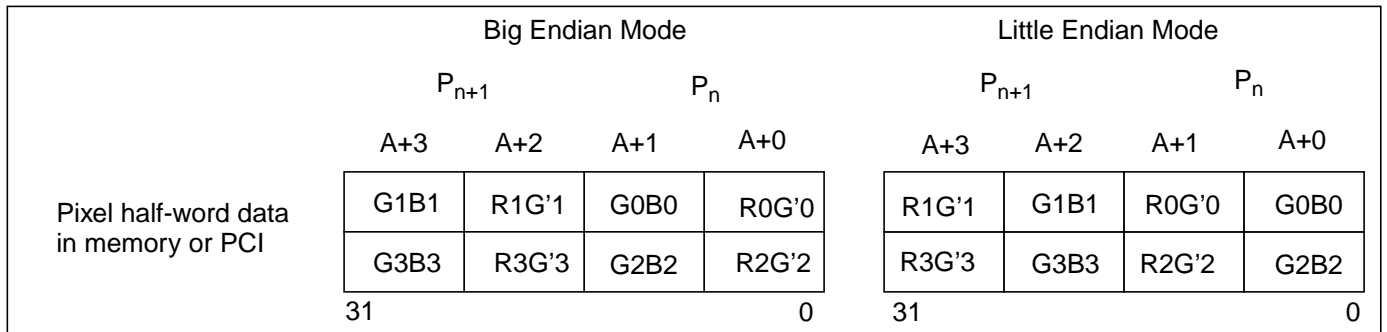 Big Endian Mode Little Endian Mode
Pn+1 Pn Pn+1 Pn
A+3 A+2 A+1 A+0 A+3 A+2 A+1 A+0
Pixel half-word data
in memory or PCI
G1B1 R1G’1 G0B0 R0G’0 R1G’1 G1B1 R0G’0 G0B0
G3B3 R3G’3 G2B2 R2G’2 R3G’3 G3B3 R2G’2 G2B2
31 0 31 0